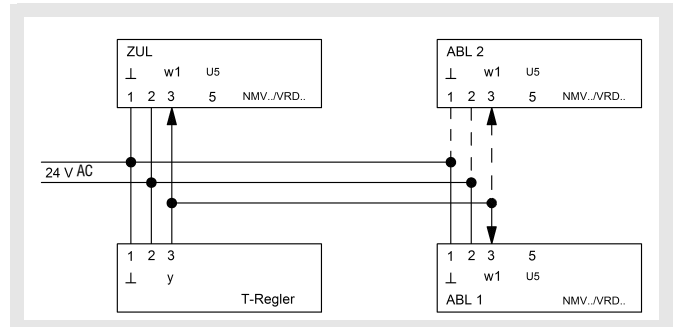 ZUL
⊥ w1 U5
1 2 3 5 NMV../VRD..
ABL 2
⊥ w1 U5
1 2 3 5 NMV../VRD..
24 V AC
1 2 3
⊥ y
T-Regler
1 2 3 5
⊥ w1 U5
ABL 1 NMV../VRD..